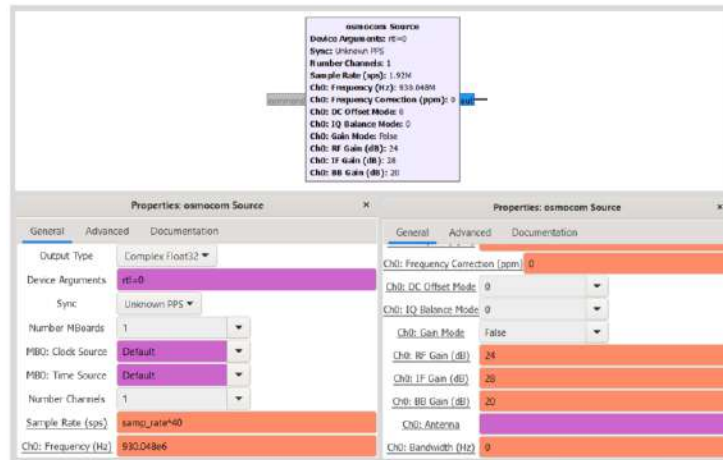 osmocom Source
Device Arguments: rtl=0
Sync: Unknown PPS
Number Channels: 1
Sample Rate (sps): 1.92M
Ch0: Frequency (Hz): 930.048M
Ch0: Frequency Correction (ppm): 0
Ch0: DC Offset Mode: 0
Ch0: IQ Balance Mode: 0
Ch0: Gain Mode: False
Ch0: RF Gain (dB): 24
Ch0: IF Gain (dB): 28
Ch0: BB Gain (dB): 20
command
out
Properties: osmocom Source ×
General Advanced Documentation
Output Type Complex Float32
Device Arguments rtl=0
Sync Unknown PPS
Number MBoards 1
MB0: Clock Source Default
MB0: Time Source Default
Number Channels 1
Sample Rate (sps) samp_rate*40
Ch0: Frequency (Hz) 930.048e6
Properties: osmocom Source ×
General Advanced Documentation
Ch0: Frequency Correction (ppm) 0
Ch0: DC Offset Mode 0
Ch0: IQ Balance Mode 0
Ch0: Gain Mode False
Ch0: RF Gain (dB) 24
Ch0: IF Gain (dB) 28
Ch0: BB Gain (dB) 20
Ch0: Antenna
Ch0: Bandwidth (Hz) 0